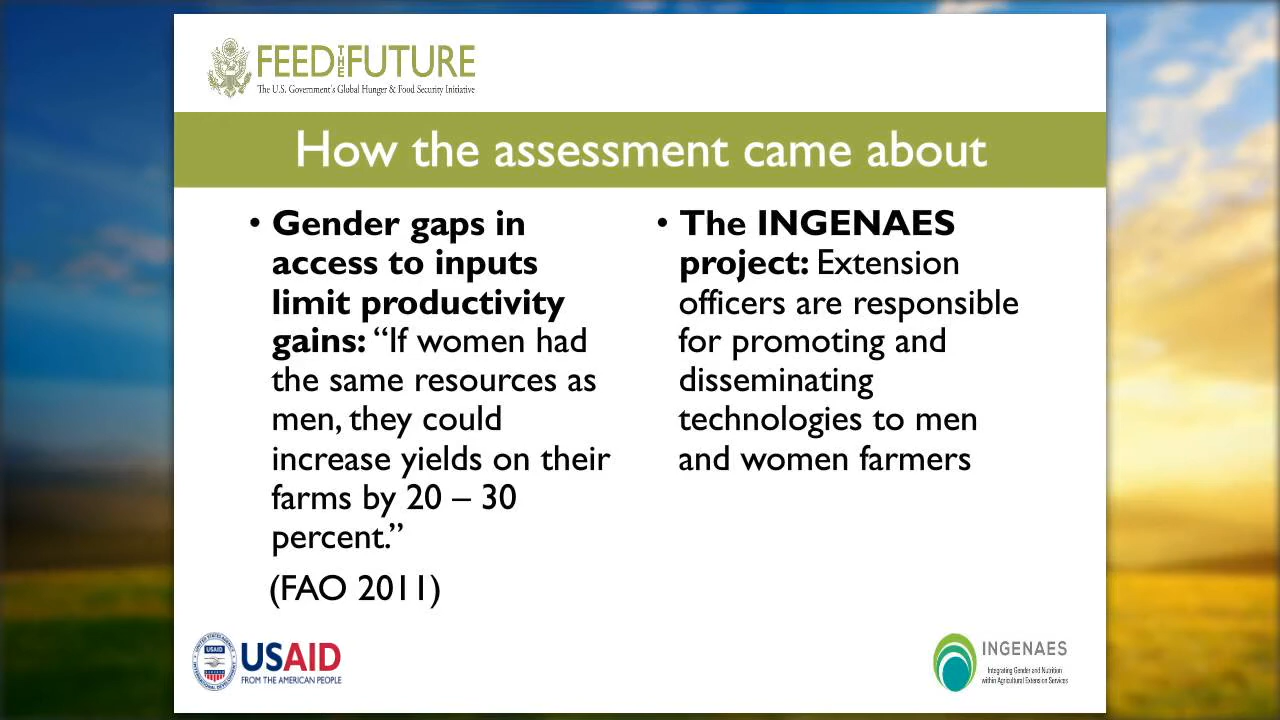 FEED THE FUTURE
The U.S. Government's Global Hunger & Food Security Initiative
How the assessment came about
• Gender gaps in
access to inputs
limit productivity
gains: “If women had
the same resources as
men, they could
increase yields on their
farms by 20 – 30
percent.”
(FAO 2011)
• The INGENAES
project: Extension
officers are responsible
for promoting and
disseminating
technologies to men
and women farmers
USAID
USAID
FROM THE AMERICAN PEOPLE
INGENAES
Integrating Gender and Nutrition
within Agricultural Extension Services